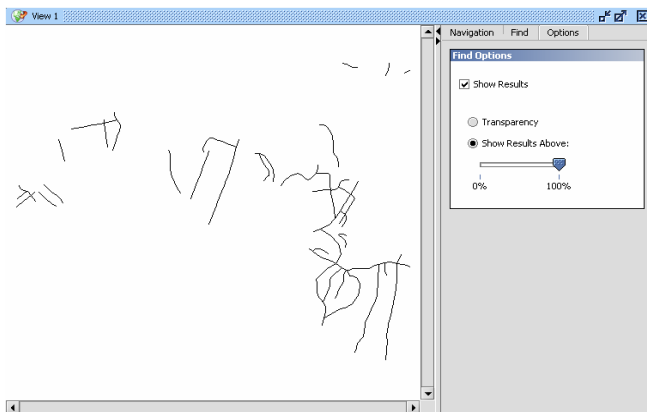 View 1
Navigation Find Options
Find Options
Show Results
Transparency
Show Results Above:
0% 100%